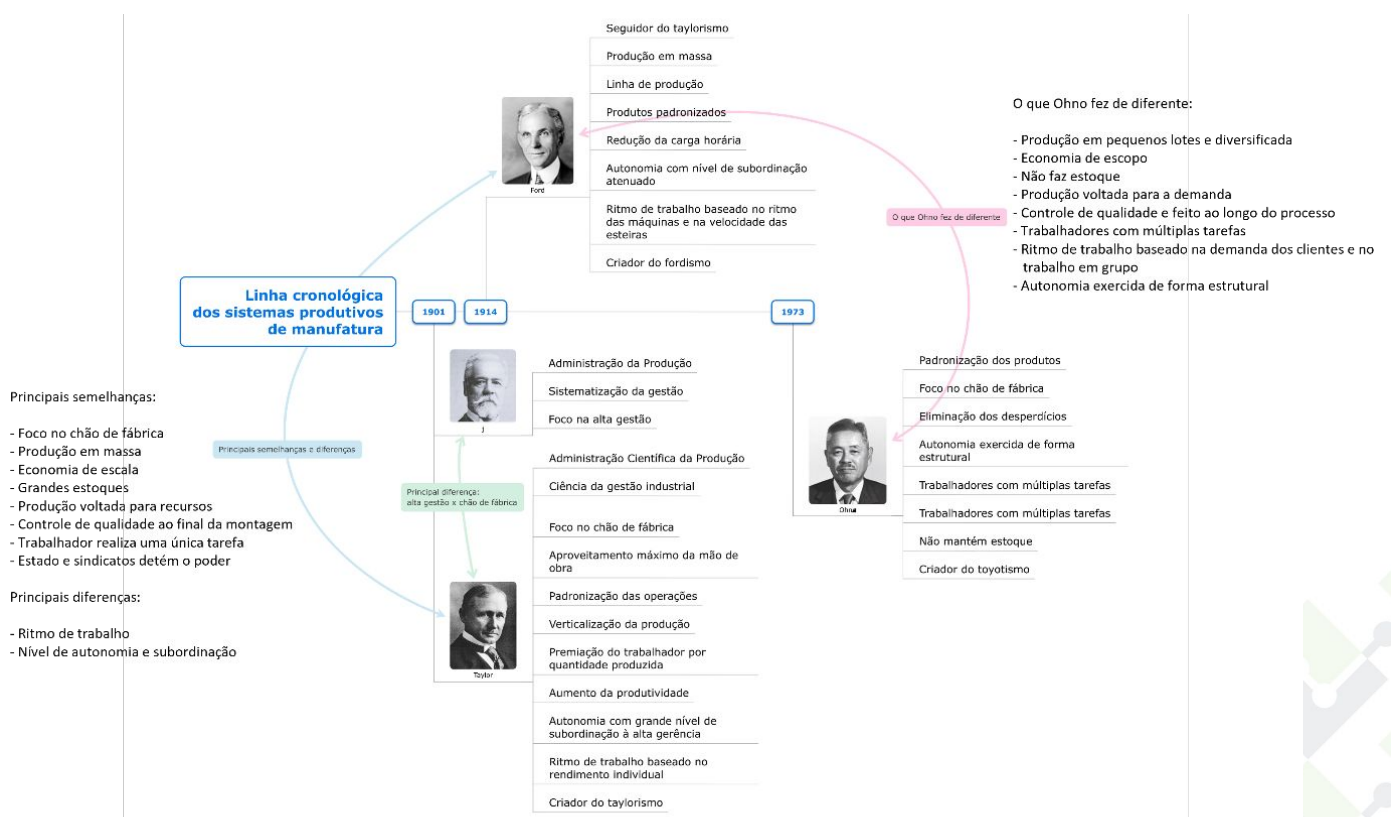 Seguidor do taylorismo
Produção em massa
Linha de produção
Produtos padronizados
Redução da carga horária
Autonomia com nível de subordinação
atenuado
Ritmo de trabalho baseado no ritmo
das máquinas e na velocidade das
esteiras
Criador do fordismo
Ford
O que Ohno fez de diferente
O que Ohno fez de diferente:
- Produção em pequenos lotes e diversificada
- Economia de escopo
- Não faz estoque
- Produção voltada para a demanda
- Controle de qualidade e feito ao longo do processo
- Trabalhadores com múltiplas tarefas
- Ritmo de trabalho baseado na demanda dos clientes e no
trabalho em grupo
- Autonomia exercida de forma estrutural
Linha cronológica
dos sistemas produtivos
de manufatura
1901
1914
1973
Administração da Produção
Sistematização da gestão
Foco na alta gestão
J
Principais semelhanças:
- Foco no chão de fábrica
- Produção em massa
- Economia de escala
- Grandes estoques
- Produção voltada para recursos
- Controle de qualidade ao final da montagem
- Trabalhador realiza uma única tarefa
- Estado e sindicatos detém o poder
Principais diferenças:
- Ritmo de trabalho
- Nível de autonomia e subordinação
Principais semelhanças e diferenças
Principal diferença:
alta gestão x chão de fábrica
Administração Científica da Produção
Ciência da gestão industrial
Foco no chão de fábrica
Aproveitamento máximo da mão de
obra
Padronização das operações
Verticalização da produção
Premiação do trabalhador por
quantidade produzida
Aumento da produtividade
Autonomia com grande nível de
subordinação à alta gerência
Ritmo de trabalho baseado no
rendimento individual
Criador do taylorismo
Taylor
Padronização dos produtos
Foco no chão de fábrica
Eliminação dos desperdícios
Autonomia exercida de forma
estrutural
Trabalhadores com múltiplas tarefas
Trabalhadores com múltiplas tarefas
Não mantém estoque
Criador do toyotismo
Ohno